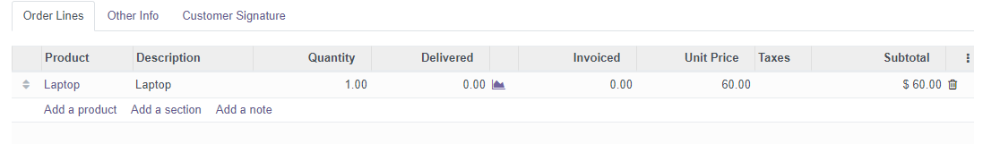 Order Lines Other Info Customer Signature
Product Description Quantity Delivered Invoiced Unit Price Taxes Subtotal
Laptop Laptop 1.00 0.00 0.00 60.00 $ 60.00
Add a product Add a section Add a note